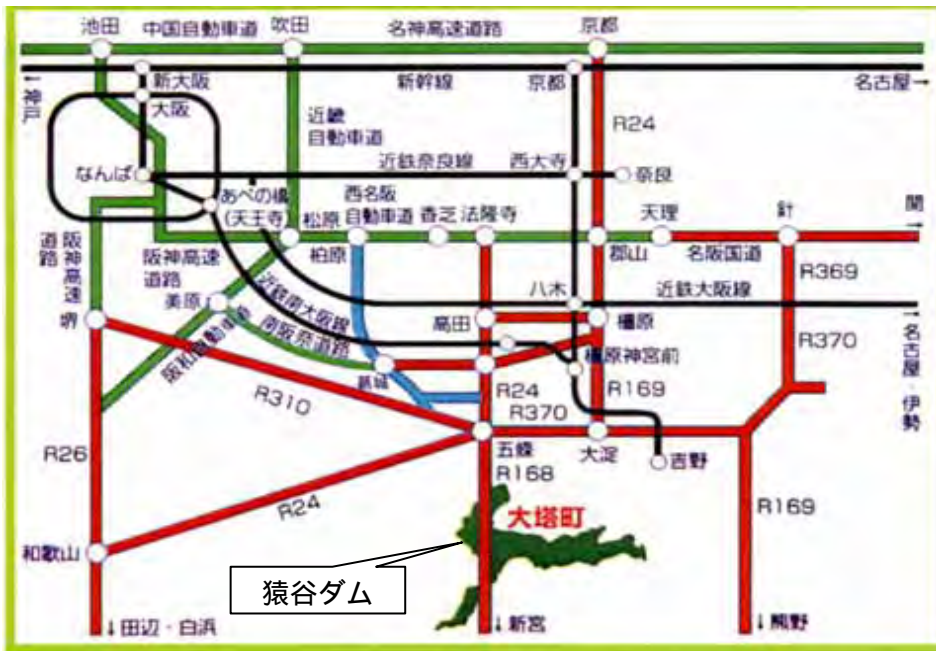 池田
中国自動車道
吹田
名神高速道路
京都
新大阪
新幹線
京都
名古屋→
大阪
近畿
自動車道
R24
なんば
近鉄奈良線
西大寺
奈良
あべの橋
(天王寺)
松原
西名阪
自動車道
香芝
法隆寺
天理
針
関
阪神高速
道路
阪神高速
道路
柏原
郡山
名阪国道
R369
美原
近鉄南大阪線
八木
近鉄大阪線
堺
阪和自動車道
南阪奈道路
高田
橿原
↑名古屋・伊勢
橿原神宮前
R370
葛城
R310
R24
R169
R370
R26
五條
大淀
吉野
R168
R24
大塔町
R169
和歌山
猿谷ダム
↓田辺・白浜
↓新宮
↓熊野